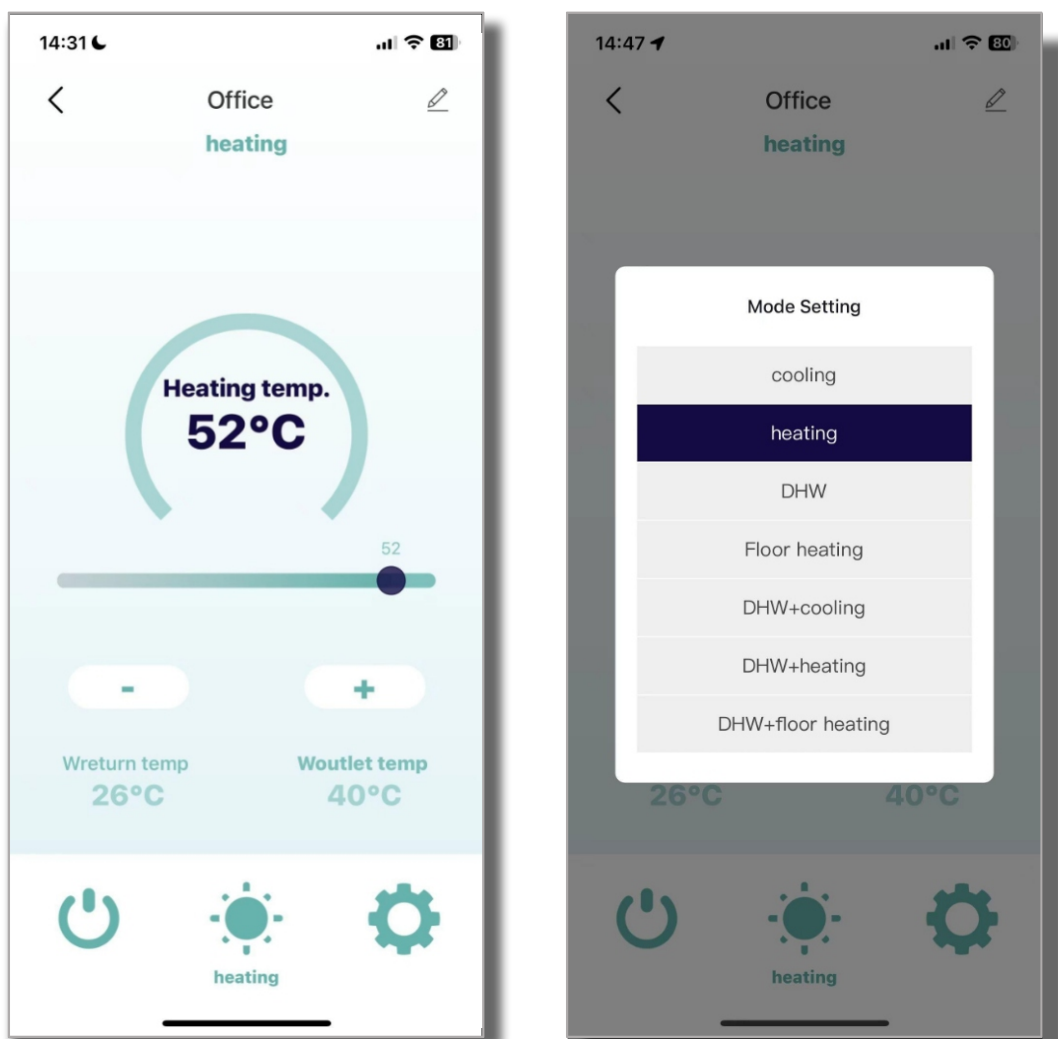 14:31
81
Office
heating
Heating temp.
52°C
52
-
+
Wreturn temp
26°C
Woutlet temp
40°C
heating
14:47
80
Office
heating
Mode Setting
cooling
heating
DHW
Floor heating
DHW+cooling
DHW+heating
DHW+floor heating
26°C
40°C
heating